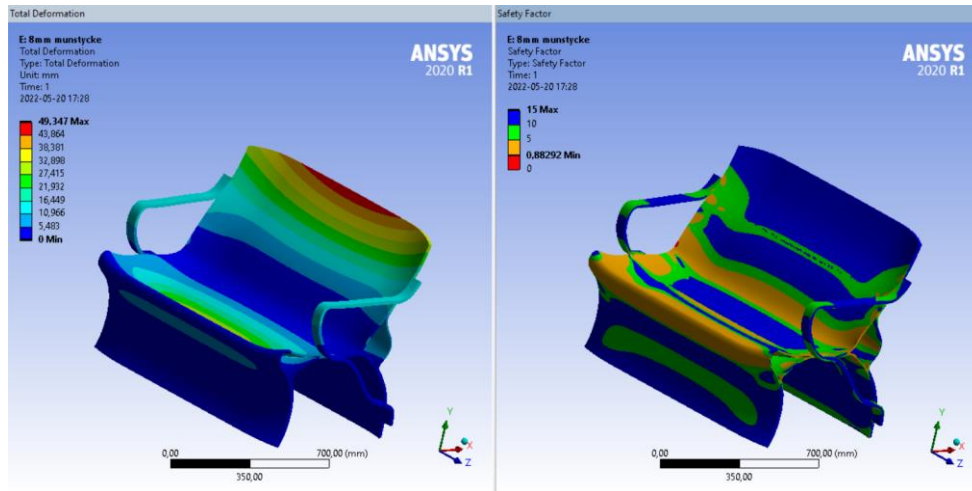 Total Deformation
E: 8mm munstycke
Total Deformation
Type: Total Deformation
Unit: mm
Time: 1
2022-05-20 17:28
49,347 Max
43,864
38,381
32,898
27,415
21,932
16,449
10,966
5,483
0 Min
ANSYS
2020 R1
0,00
700,00 (mm)
350,00
Y
X
Z
Safety Factor
E: 8mm munstycke
Safety Factor
Type: Safety Factor
Time: 1
2022-05-20 17:28
15 Max
10
5
0,88292 Min
0
ANSYS
2020 R1
0,00
700,00 (mm)
350,00
Y
X
Z